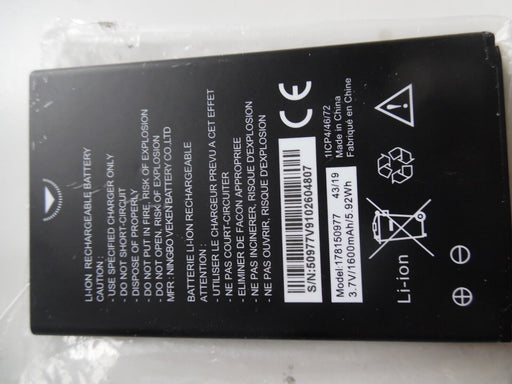 LI-ION RECHARGEABLE BATTERY
CAUTION :
- USE SPECIFIED CHARGER ONLY
- DO NOT SHORT-CIRCUIT
- DISPOSE OF PROPERLY
- DO NOT PUT IN FIRE, RISK OF EXPLOSION
- DO NOT OPEN, RISK OF EXPLOSION
MFR : NINGBO VEKEN BATTERY CO.,LTD
BATTERIE LI-ION RECHARGEABLE
ATTENTION :
- UTILISER LE CHARGEUR PREVU A CET EFFET
- NE PAS COURT-CIRCUITER
- ELIMINER DE FACON APPROPRIEE
- NE PAS INCINERER, RISQUE D'EXPLOSION
- NE PAS OUVRIR, RISQUE D'EXPLOSION
CE
S/N:50977V9102604807
1ICP4/46/72
Made in China
Fabriqué en Chine
Model:178150977 43/19
3.7V/1600mAh/5.92Wh
Li-ion